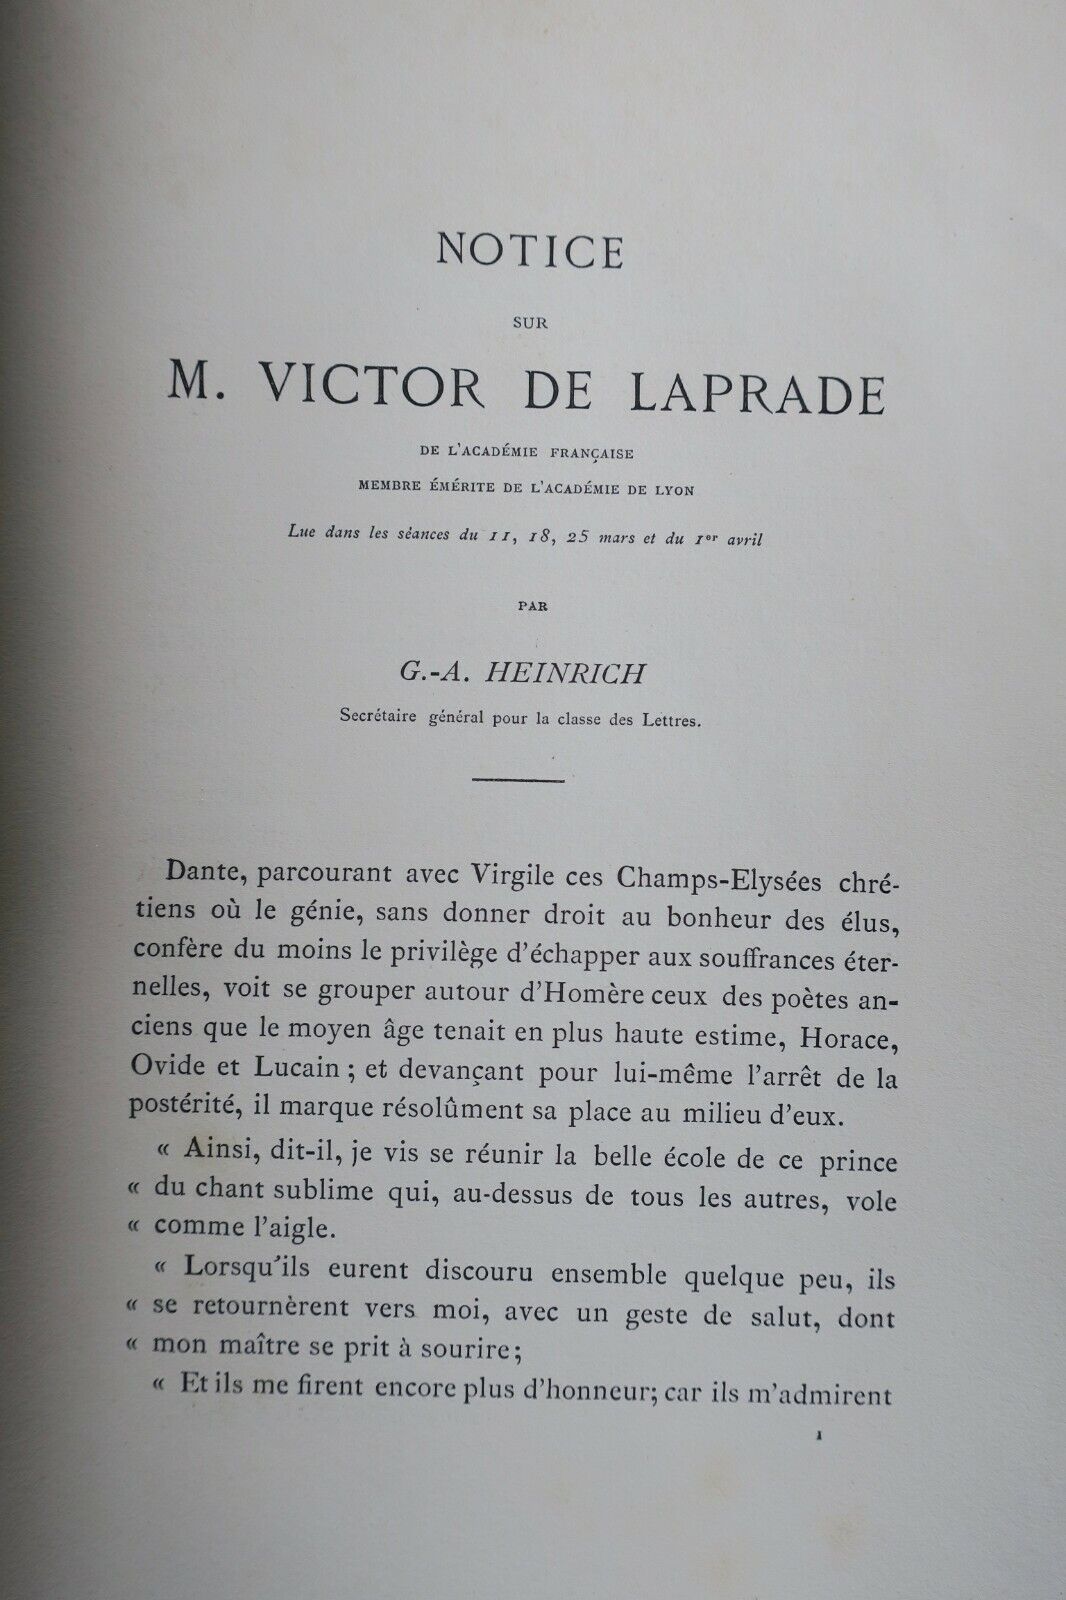 NOTICE
SUR
M. VICTOR DE LAPRADE
DE L'ACADÉMIE FRANÇAISE
MEMBRE ÉMÉRITE DE L'ACADÉMIE DE LYON
Lue dans les séances du 11, 18, 25 mars et du 1er avril
PAR
G.-A. HEINRICH
Secrétaire général pour la classe des Lettres.
Dante, parcourant avec Virgile ces Champs-Elysées chré-
tiens où le génie, sans donner droit au bonheur des élus,
confère du moins le privilège d'échapper aux souffrances éter-
nelles, voit se grouper autour d'Homère ceux des poètes an-
ciens que le moyen âge tenait en plus haute estime, Horace,
Ovide et Lucain ; et devançant pour lui-même l'arrêt de la
postérité, il marque résolûment sa place au milieu d'eux.
« Ainsi, dit-il, je vis se réunir la belle école de ce prince
« du chant sublime qui, au-dessus de tous les autres, vole
« comme l'aigle.
« Lorsqu'ils eurent discouru ensemble quelque peu, ils
« se retournèrent vers moi, avec un geste de salut, dont
« mon maître se prit à sourire;
« Et ils me firent encore plus d'honneur; car ils m'admirent
1